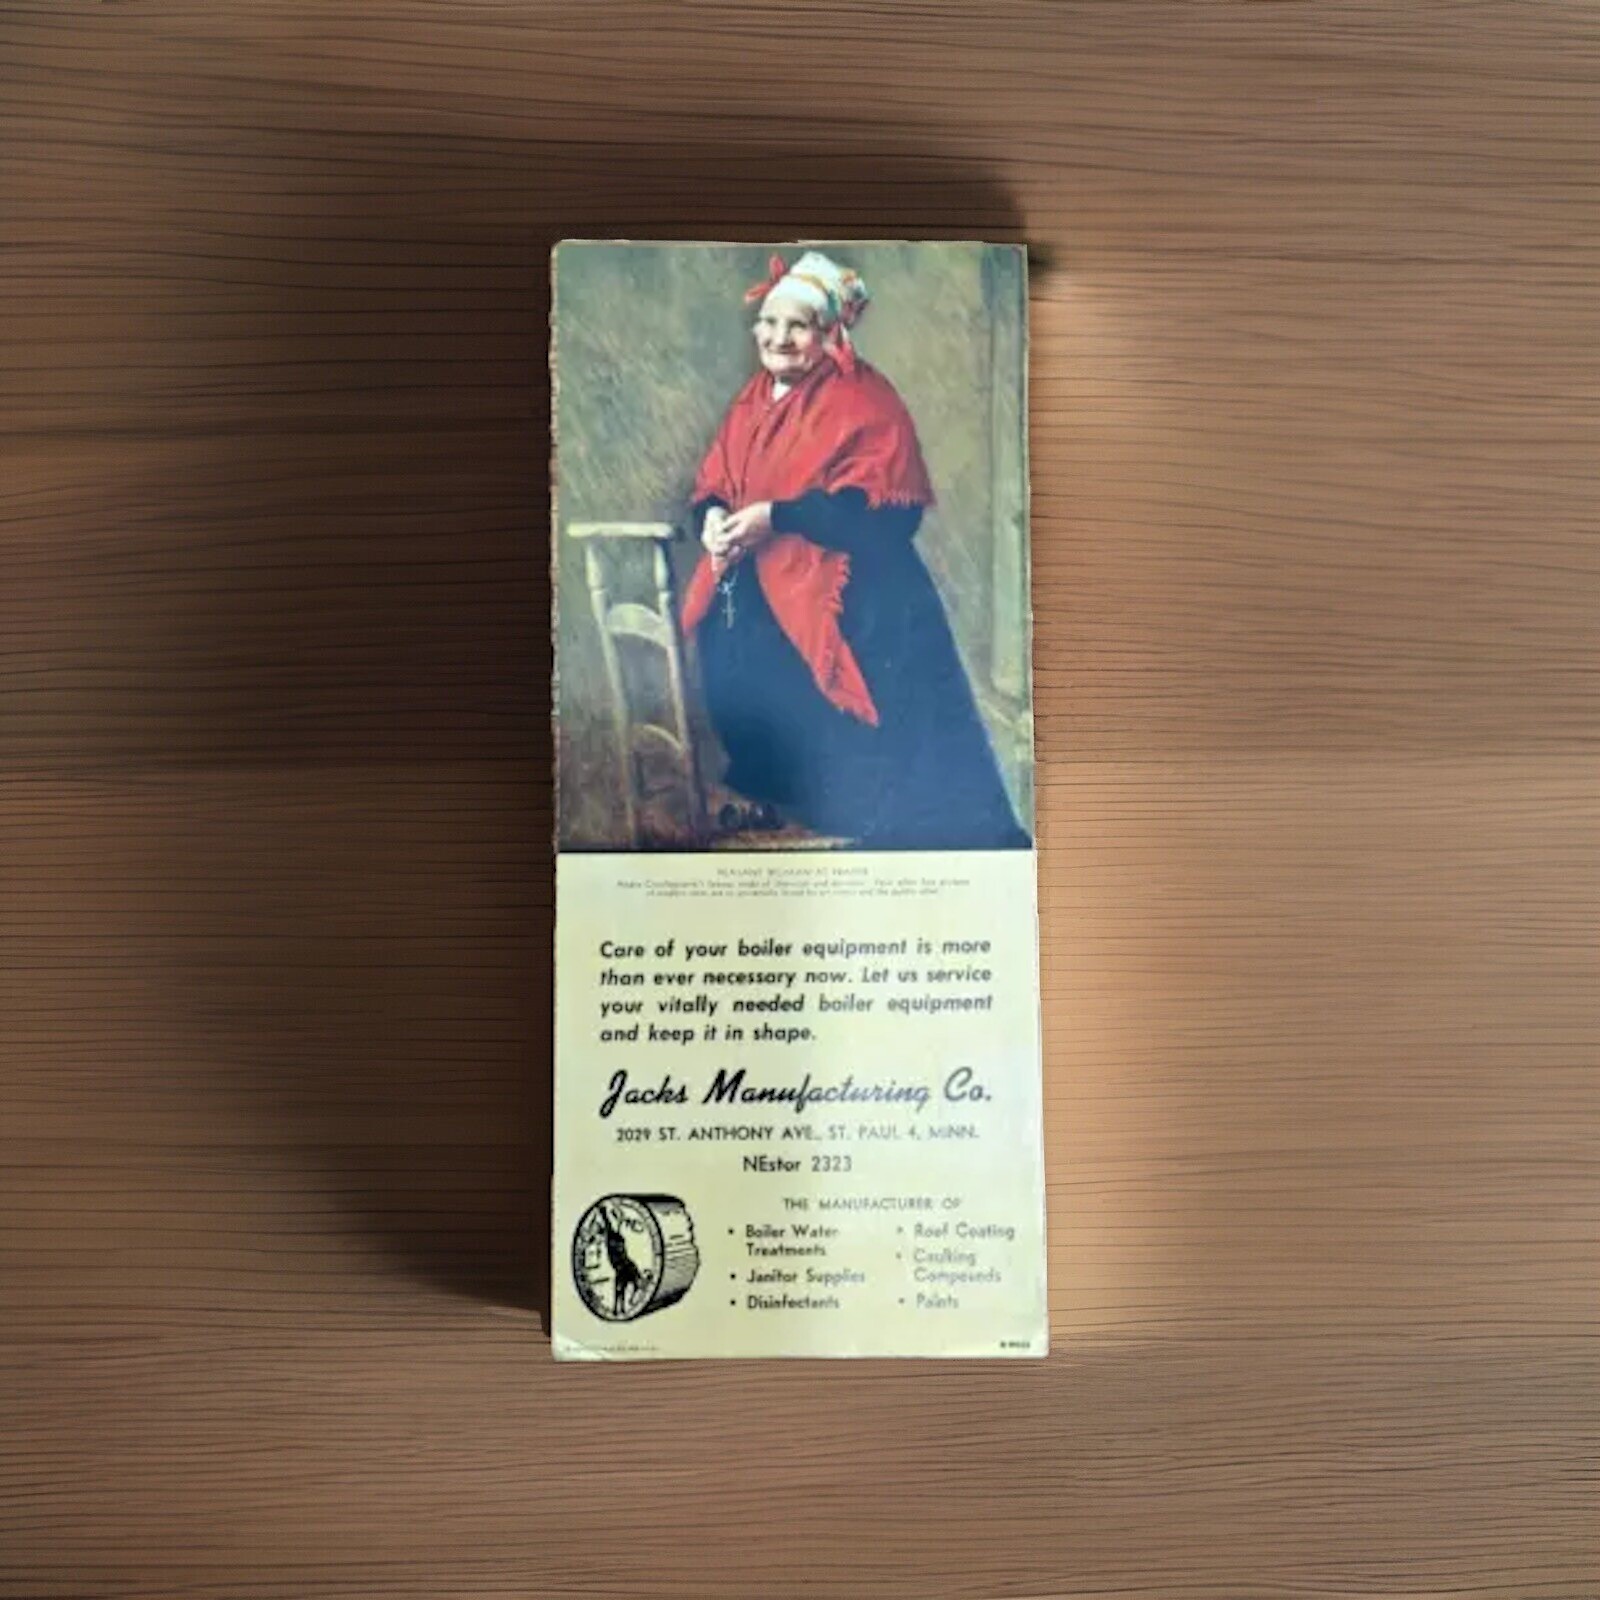 PEASANT WOMAN AT PRAYER
Care of your boiler equipment is more
than ever necessary now. Let us service
your vitally needed boiler equipment
and keep it in shape.
Jacks Manufacturing Co.
2029 ST. ANTHONY AVE., ST. PAUL 4, MINN.
NEstor 2323
THE MANUFACTURER OF
• Boiler Water
Treatments
• Janitor Supplies
• Disinfectants
• Roof Coating
• Caulking
Compounds
• Paints